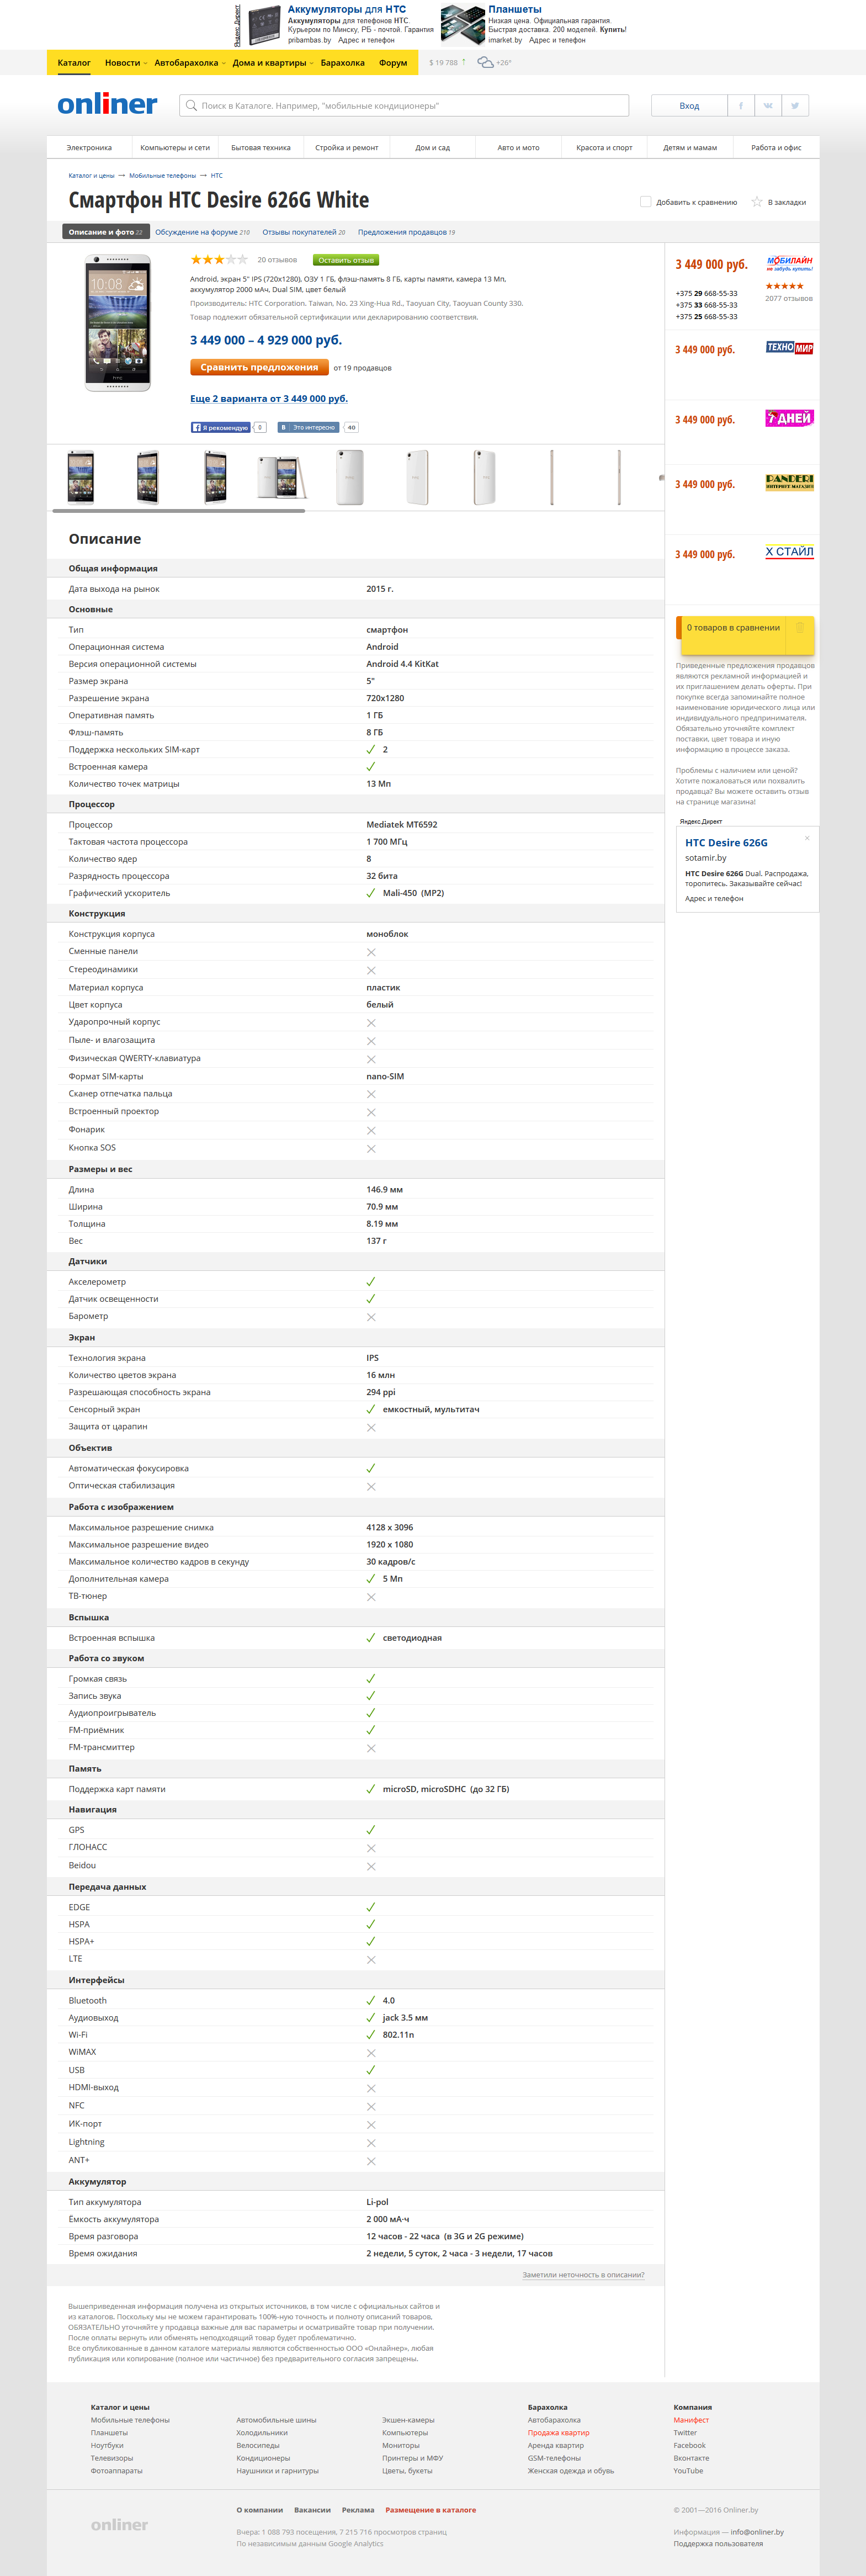 Яндекс.Директ
Аккумуляторы для HTC
Аккумуляторы для телефонов HTC.
Курьером по Минску, РБ - почтой. Гарантия
pribambas.by Адрес и телефон
Планшеты
Низкая цена. Официальная гарантия.
Быстрая доставка. 200 моделей. Купить!
imarket.by Адрес и телефон
Каталог Новости Автобарахолка Дома и квартиры Барахолка Форум $ 19 788 ↑ +26°
onliner
Поиск в Каталоге. Например, "мобильные кондиционеры"
Вход
Электроника Компьютеры и сети Бытовая техника Стройка и ремонт Дом и сад Авто и мото Красота и спорт Детям и мамам Работа и офис
Каталог и цены → Мобильные телефоны → HTC
Смартфон HTC Desire 626G White
Добавить к сравнению В закладки
Описание и фото 22 Обсуждение на форуме 210 Отзывы покупателей 20 Предложения продавцов 19
20 отзывов Оставить отзыв
Android, экран 5" IPS (720x1280), ОЗУ 1 ГБ, флэш-память 8 ГБ, карты памяти, камера 13 Мп,
аккумулятор 2000 мАч, Dual SIM, цвет белый
Производитель: HTC Corporation. Taiwan, No. 23 Xing-Hua Rd., Taoyuan City, Taoyuan County 330.
Товар подлежит обязательной сертификации или декларированию соответствия.
3 449 000 – 4 929 000 руб.
Сравнить предложения от 19 продавцов
Еще 2 варианта от 3 449 000 руб.
Я рекомендую 0 В Это интересно 40
3 449 000 руб.
МОБИЛАЙН
не забудь купить!
+375 29 668-55-33
+375 33 668-55-33
+375 25 668-55-33
2077 отзывов
3 449 000 руб. ТЕХНО МИР
3 449 000 руб. 7 ДНЕЙ
3 449 000 руб. PANDERI
ИНТЕРНЕТ МАГАЗИН
3 449 000 руб. Х СТАЙЛ
0 товаров в сравнении
Приведенные предложения продавцов
являются рекламной информацией и
их приглашением делать оферты. При
покупке всегда запоминайте полное
наименование юридического лица или
индивидуального предпринимателя.
Обязательно уточняйте комплект
поставки, цвет товара и иную
информацию в процессе заказа.
Проблемы с наличием или ценой?
Хотите пожаловаться или похвалить
продавца? Вы можете оставить отзыв
на странице магазина!
Яндекс.Директ
HTC Desire 626G
sotamir.by
HTC Desire 626G Dual. Распродажа,
торопитесь. Заказывайте сейчас!
Адрес и телефон
Описание
Общая информация
Дата выхода на рынок 2015 г.
Основные
Тип смартфон
Операционная система Android
Версия операционной системы Android 4.4 KitKat
Размер экрана 5"
Разрешение экрана 720x1280
Оперативная память 1 ГБ
Флэш-память 8 ГБ
Поддержка нескольких SIM-карт 2
Встроенная камера
Количество точек матрицы 13 Мп
Процессор
Процессор Mediatek MT6592
Тактовая частота процессора 1 700 МГц
Количество ядер 8
Разрядность процессора 32 бита
Графический ускоритель Mali-450 (MP2)
Конструкция
Конструкция корпуса моноблок
Сменные панели
Стереодинамики
Материал корпуса пластик
Цвет корпуса белый
Ударопрочный корпус
Пыле- и влагозащита
Физическая QWERTY-клавиатура
Формат SIM-карты nano-SIM
Сканер отпечатка пальца
Встроенный проектор
Фонарик
Кнопка SOS
Размеры и вес
Длина 146.9 мм
Ширина 70.9 мм
Толщина 8.19 мм
Вес 137 г
Датчики
Акселерометр
Датчик освещенности
Барометр
Экран
Технология экрана IPS
Количество цветов экрана 16 млн
Разрешающая способность экрана 294 ppi
Сенсорный экран емкостный, мультитач
Защита от царапин
Объектив
Автоматическая фокусировка
Оптическая стабилизация
Работа с изображением
Максимальное разрешение снимка 4128 x 3096
Максимальное разрешение видео 1920 x 1080
Максимальное количество кадров в секунду 30 кадров/с
Дополнительная камера 5 Мп
ТВ-тюнер
Вспышка
Встроенная вспышка светодиодная
Работа со звуком
Громкая связь
Запись звука
Аудиопроигрыватель
FM-приёмник
FM-трансмиттер
Память
Поддержка карт памяти microSD, microSDHC (до 32 ГБ)
Навигация
GPS
ГЛОНАСС
Beidou
Передача данных
EDGE
HSPA
HSPA+
LTE
Интерфейсы
Bluetooth 4.0
Аудиовыход jack 3.5 мм
Wi-Fi 802.11n
WiMAX
USB
HDMI-выход
NFC
ИК-порт
Lightning
ANT+
Аккумулятор
Тип аккумулятора Li-pol
Ёмкость аккумулятора 2 000 мА·ч
Время разговора 12 часов - 22 часа (в 3G и 2G режиме)
Время ожидания 2 недели, 5 суток, 2 часа - 3 недели, 17 часов
Заметили неточность в описании?
Вышеприведенная информация получена из открытых источников, в том числе с официальных сайтов и
из каталогов. Поскольку мы не можем гарантировать 100%-ную точность и полноту описаний товаров,
ОБЯЗАТЕЛЬНО уточняйте у продавца важные для вас параметры и осматривайте товар при получении.
После оплаты вернуть или обменять неподходящий товар будет проблематично.
Все опубликованные в данном каталоге материалы являются собственностью ООО «Онлайнер», любая
публикация или копирование (полное или частичное) без предварительного согласия запрещены.
Каталог и цены Барахолка Компания
Мобильные телефоны Автомобильные шины Экшен-камеры Автобарахолка Манифест
Планшеты Холодильники Компьютеры Продажа квартир Twitter
Ноутбуки Велосипеды Мониторы Аренда квартир Facebook
Телевизоры Кондиционеры Принтеры и МФУ GSM-телефоны Вконтакте
Фотоаппараты Наушники и гарнитуры Цветы, букеты Женская одежда и обувь YouTube
О компании Вакансии Реклама Размещение в каталоге © 2001—2016 Onliner.by
onliner
Вчера: 1 088 793 посещения, 7 215 716 просмотров страниц Информация — info@onliner.by
По независимым данным Google Analytics Поддержка пользователя